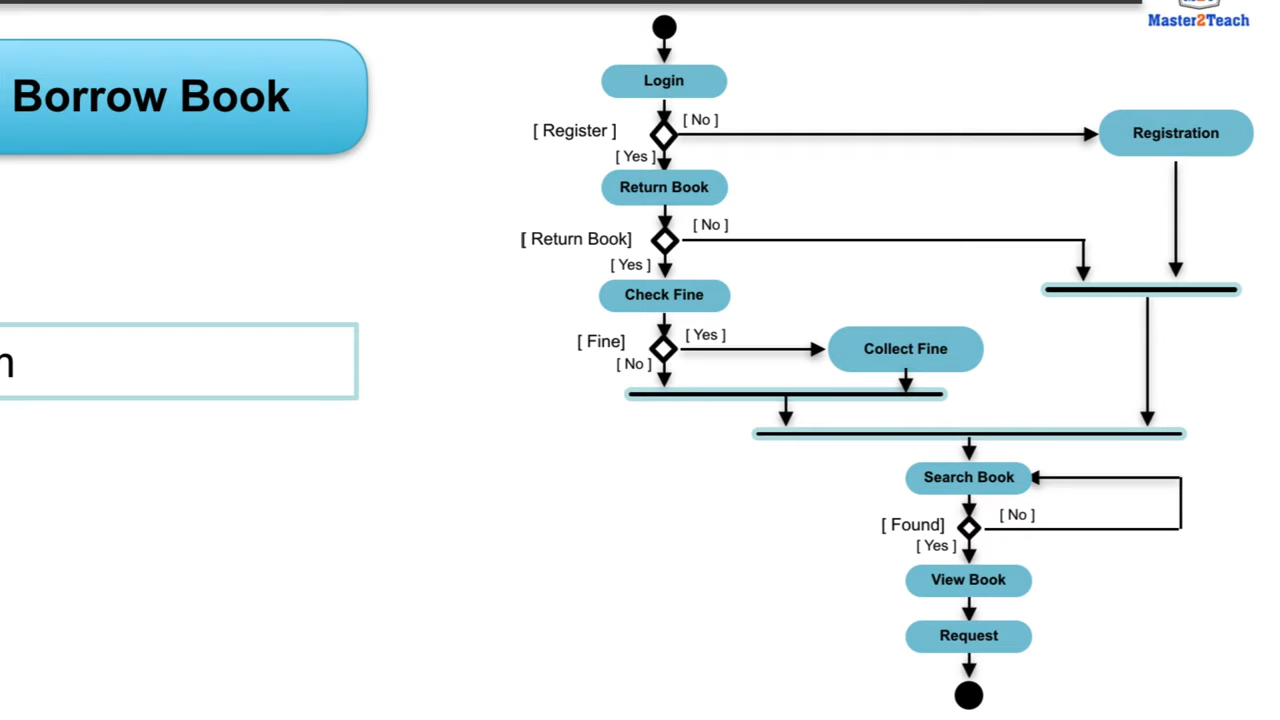 Master2Teach
Borrow Book
Login
[ No ]
[ Register ]
Registration
[ Yes ]
Return Book
[ No ]
[ Return Book]
[ Yes ]
Check Fine
[ Yes ]
[ Fine]
Collect Fine
[ No ]
n
Search Book
[ No ]
[ Found]
[ Yes ]
View Book
Request